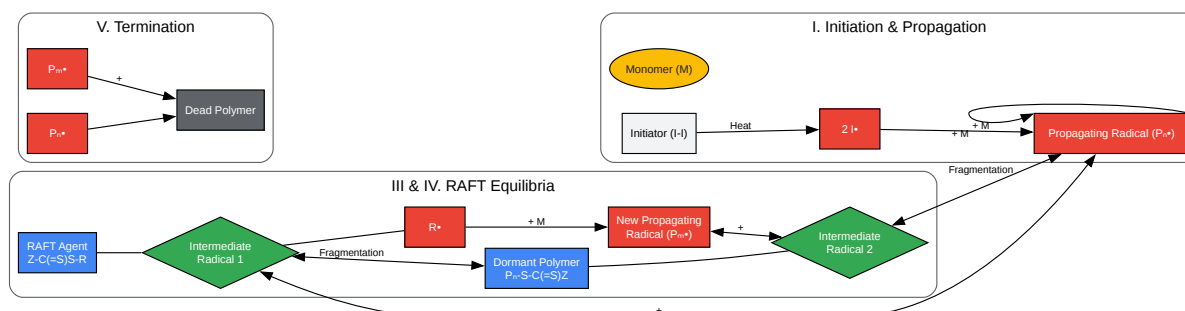 V. Termination
Pₘ•
+
Dead Polymer
Pₙ•
I. Initiation & Propagation
Monomer (M)
Initiator (I-I)
Heat
2 I•
+ M
+ M
Propagating Radical (Pₙ•)
Fragmentation
III & IV. RAFT Equilibria
RAFT Agent
Z-C(=S)S-R
Intermediate
Radical 1
R•
+ M
New Propagating
Radical (Pₘ•)
+
Intermediate
Radical 2
Fragmentation
Dormant Polymer
Pₙ-S-C(=S)Z
+